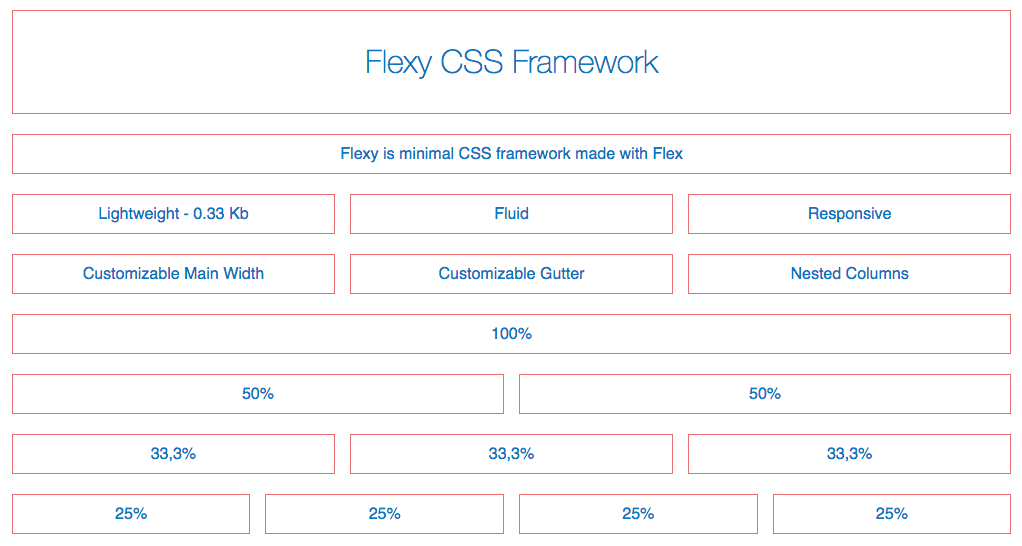 Flexy CSS Framework
Flexy is minimal CSS framework made with Flex
Lightweight - 0.33 Kb
Fluid
Responsive
Customizable Main Width
Customizable Gutter
Nested Columns
100%
50%
50%
33,3%
33,3%
33,3%
25%
25%
25%
25%